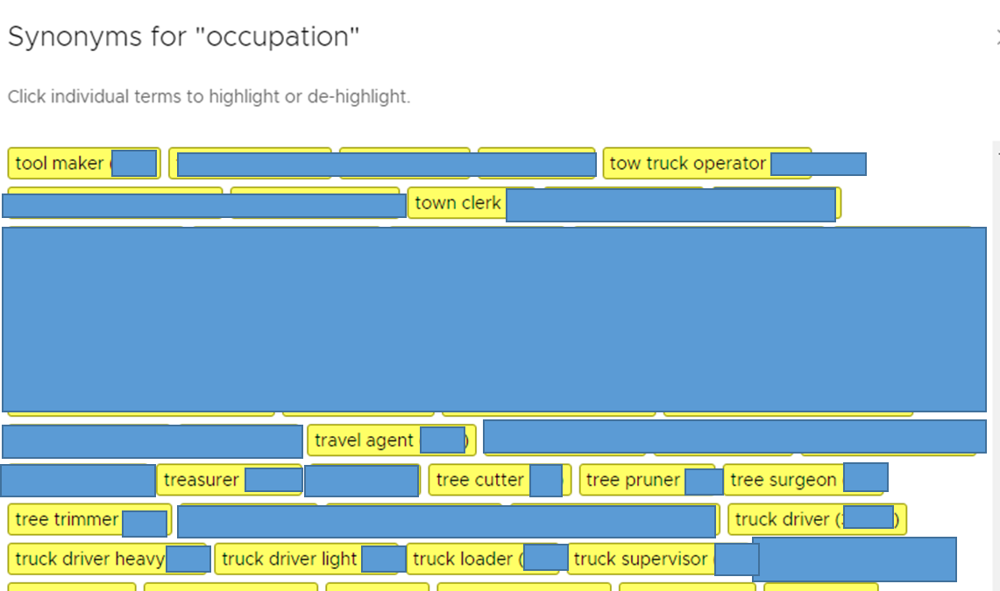 Synonyms for "occupation"
Click individual terms to highlight or de-highlight.
tool maker ( tow truck operator
town clerk
travel agent )
treasurer tree cutter tree pruner tree surgeon
tree trimmer truck driver ( )
truck driver heavy truck driver light truck loader ( truck supervisor